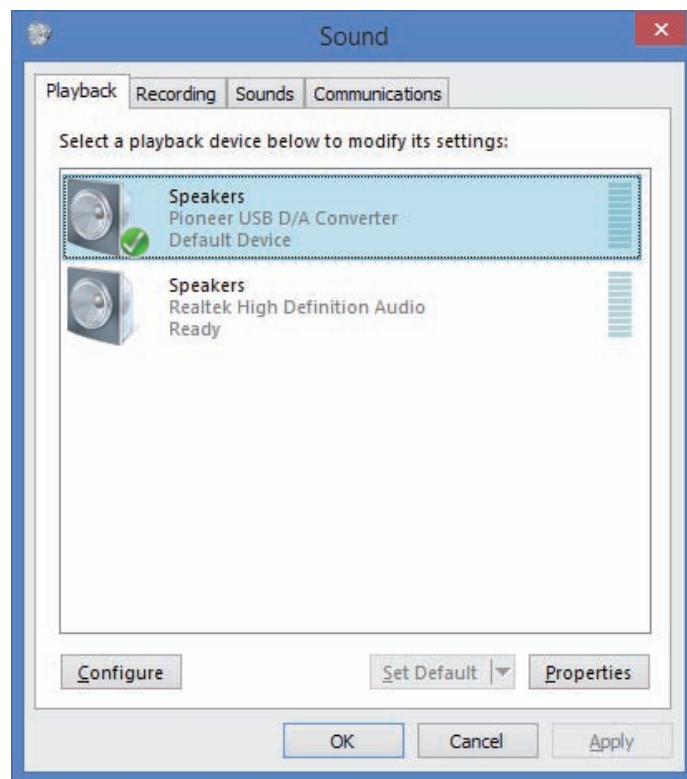 Sound
Playback Recording Sounds Communications
Select a playback device below to modify its settings:
Speakers
Pioneer USB D/A Converter
Default Device
Speakers
Realtek High Definition Audio
Ready
Configure Set Default Properties
OK Cancel Apply